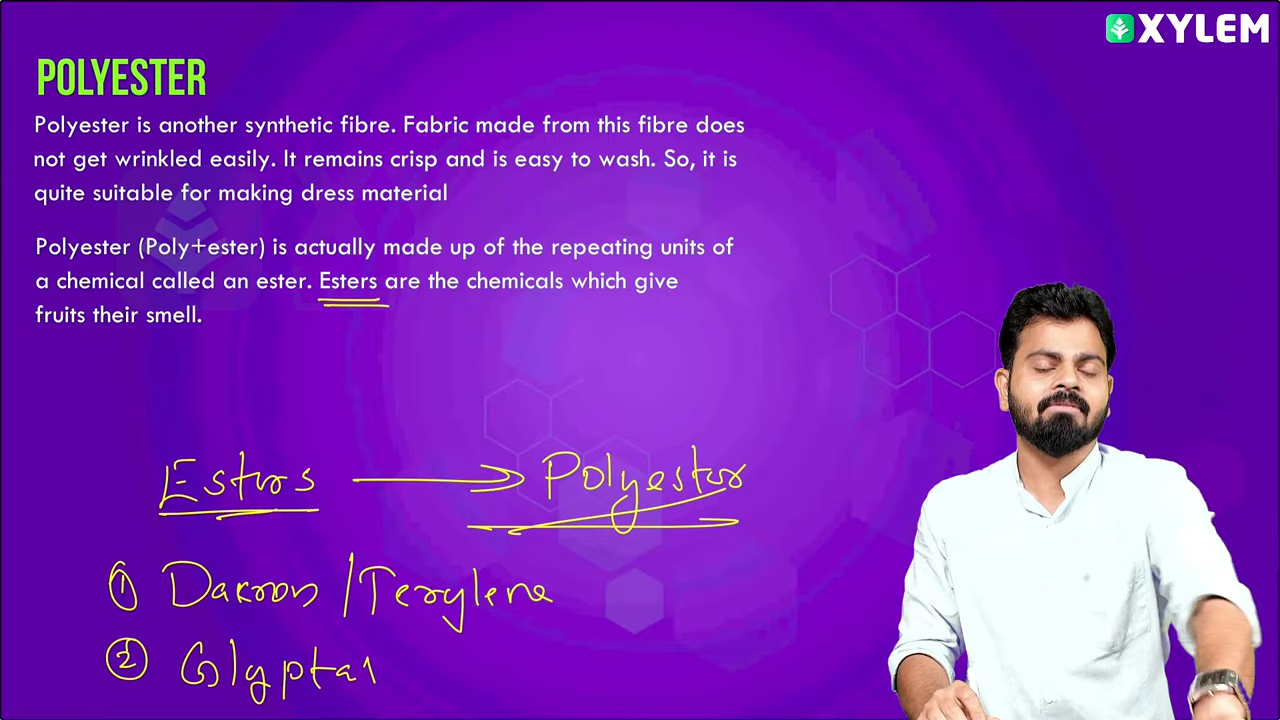 XYLEM
POLYESTER
Polyester is another synthetic fibre. Fabric made from this fibre does
not get wrinkled easily. It remains crisp and is easy to wash. So, it is
quite suitable for making dress material
Polyester (Poly+ester) is actually made up of the repeating units of
a chemical called an ester. Esters are the chemicals which give
fruits their smell.
Esters → Polyester
① Dakron / Terylene
② Glyptal